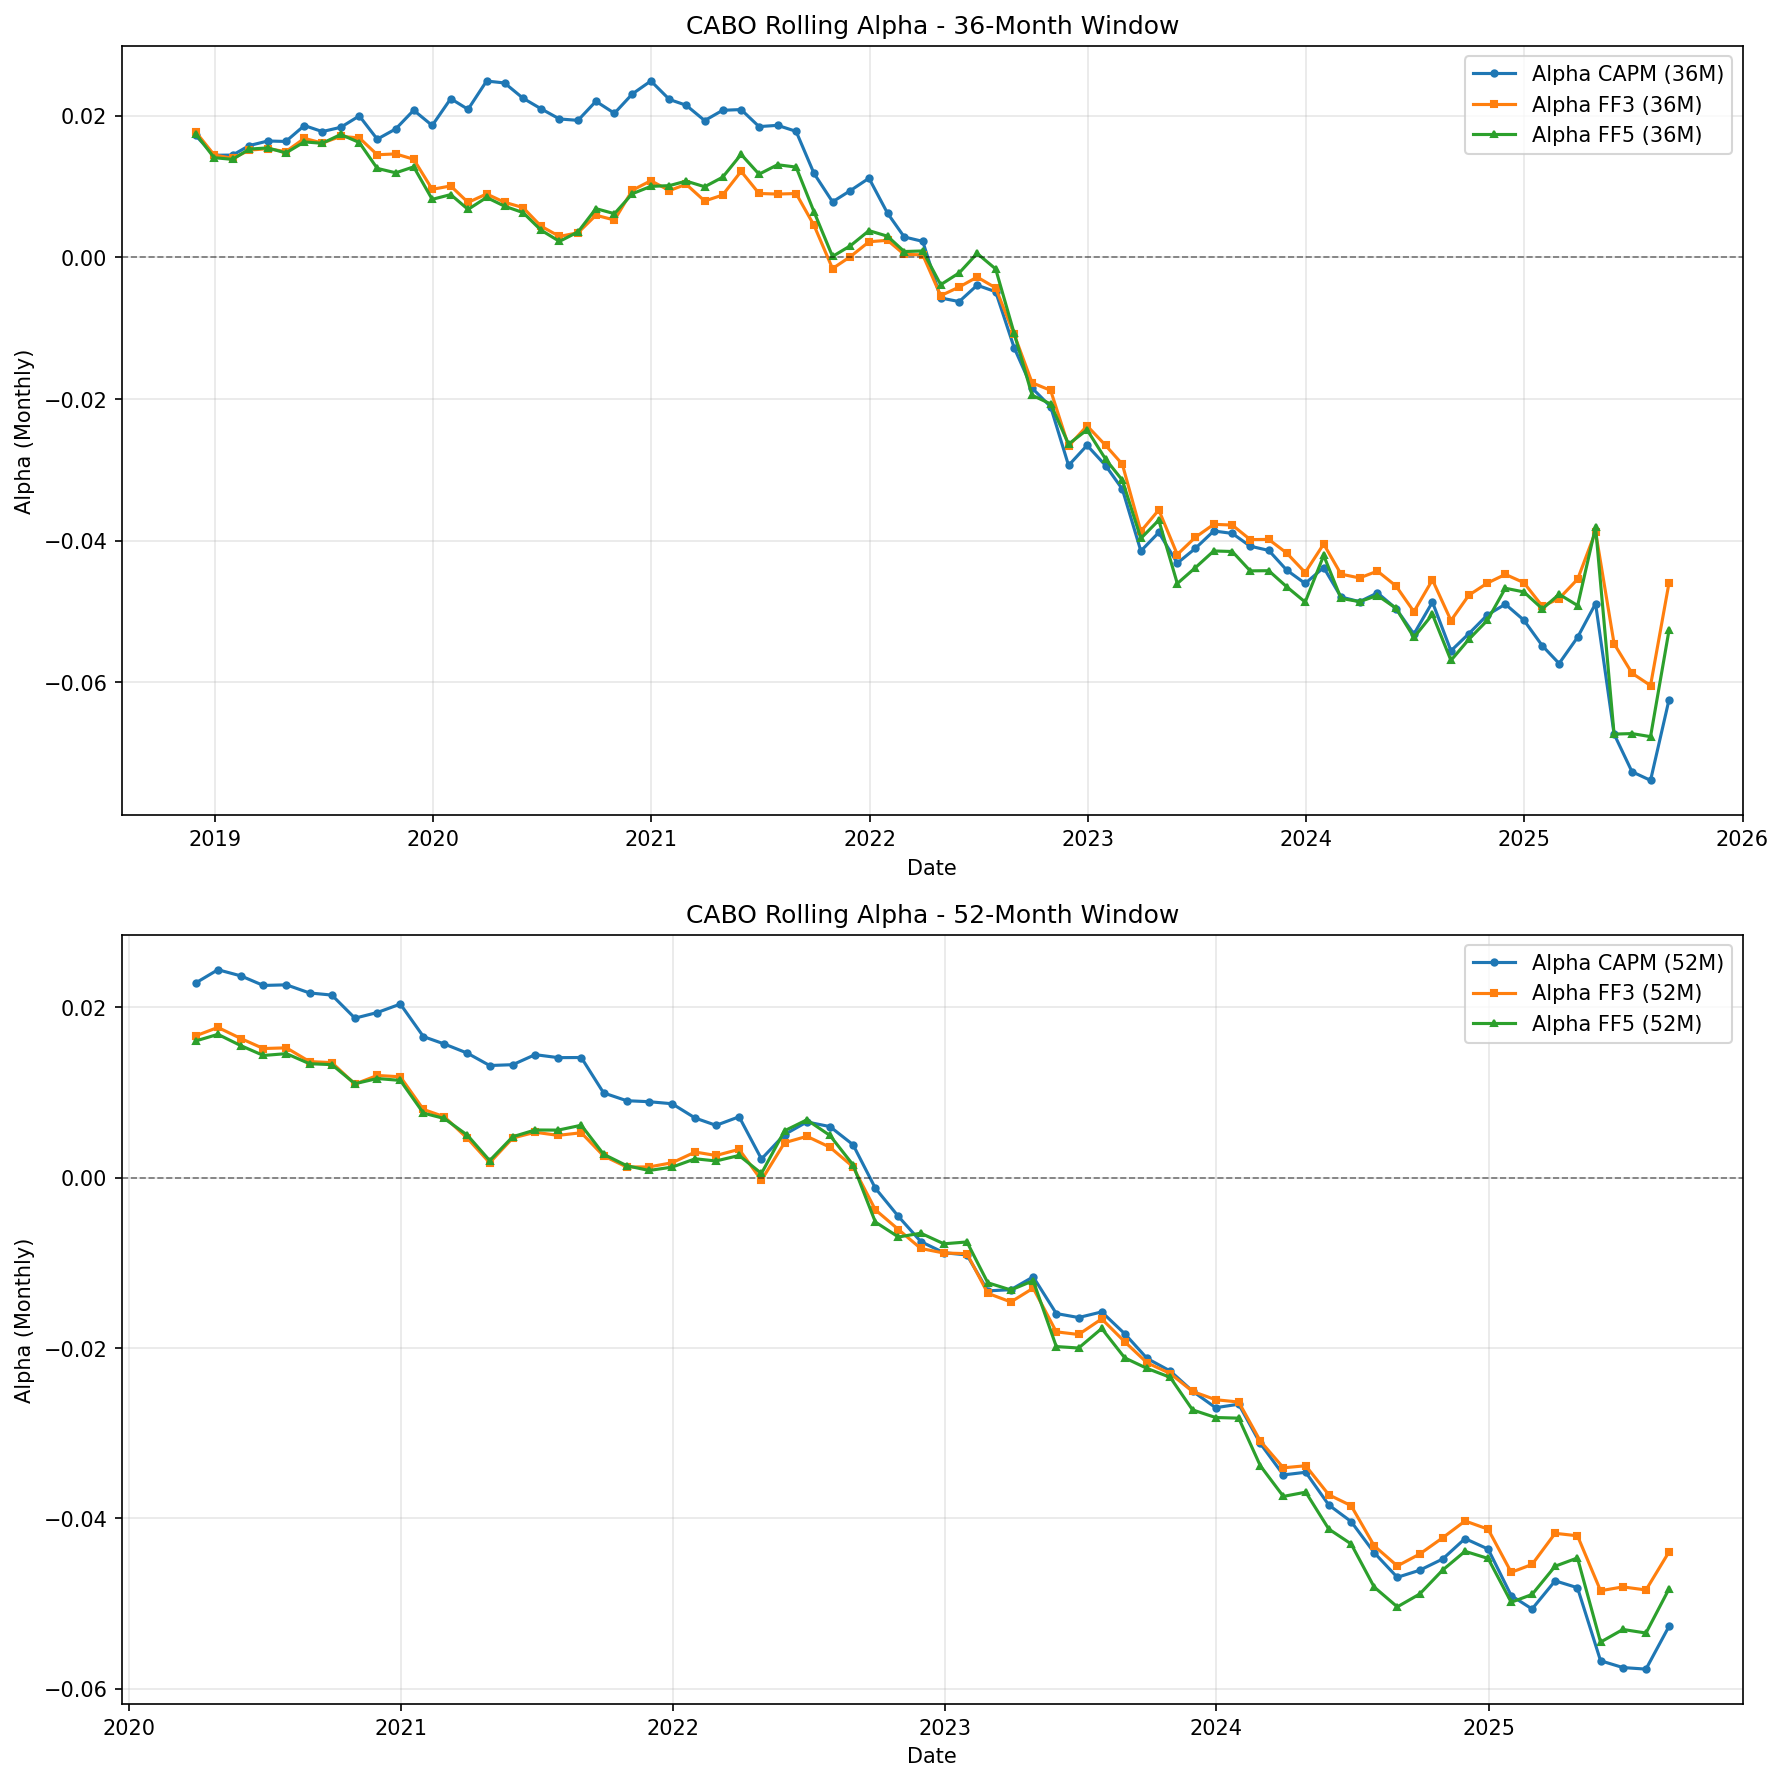 CABO Rolling Alpha - 36-Month Window
Alpha CAPM (36M)
Alpha FF3 (36M)
Alpha FF5 (36M)
0.02
0.00
−0.02
−0.04
−0.06
Alpha (Monthly)
2019
2020
2021
2022
2023
2024
2025
2026
Date
CABO Rolling Alpha - 52-Month Window
Alpha CAPM (52M)
Alpha FF3 (52M)
Alpha FF5 (52M)
0.02
0.00
−0.02
−0.04
−0.06
Alpha (Monthly)
2020
2021
2022
2023
2024
2025
Date